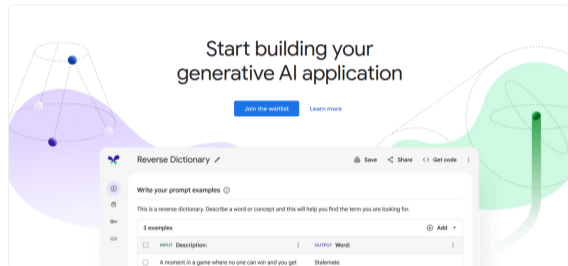 Start building your
generative AI application
Join the waitlist Learn more
Reverse Dictionary Save Share Get code
Write your prompt examples
This is a reverse dictionary. Describe a word or concept and this will help you find the term you are looking for.
3 examples Add
INPUT Description: OUTPUT Word:
A moment in a game where no one can win and you get Stalemate